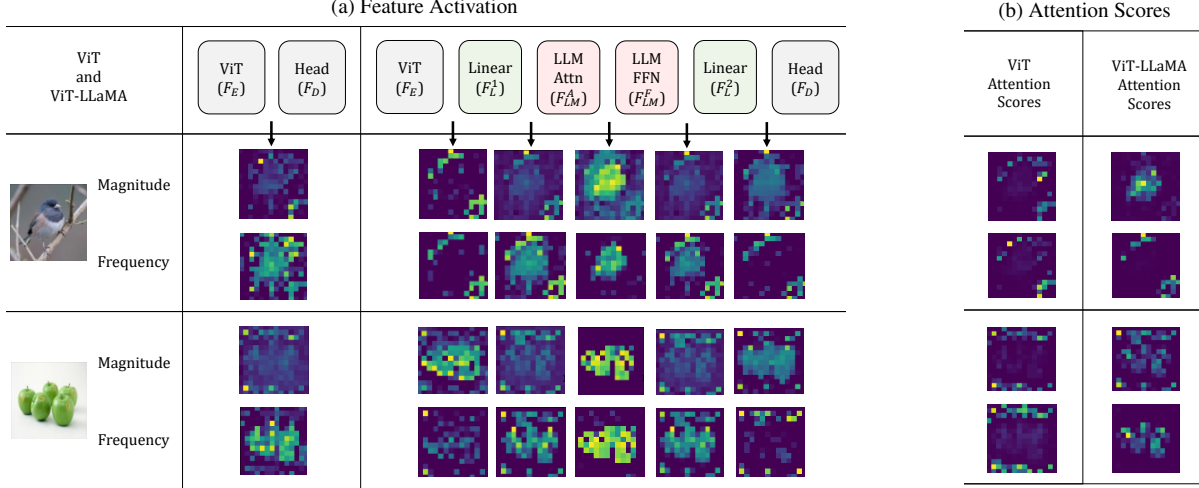 (a) Feature Activation
(b) Attention Scores
ViT
and
ViT-LLaMA
ViT
(F_E)
Head
(F_D)
ViT
(F_E)
Linear
(F_L^1)
LLM
Attn
(F_LM^A)
LLM
FFN
(F_LM^F)
Linear
(F_L^2)
Head
(F_D)
ViT
Attention
Scores
ViT-LLaMA
Attention
Scores
Magnitude
Frequency
Magnitude
Frequency